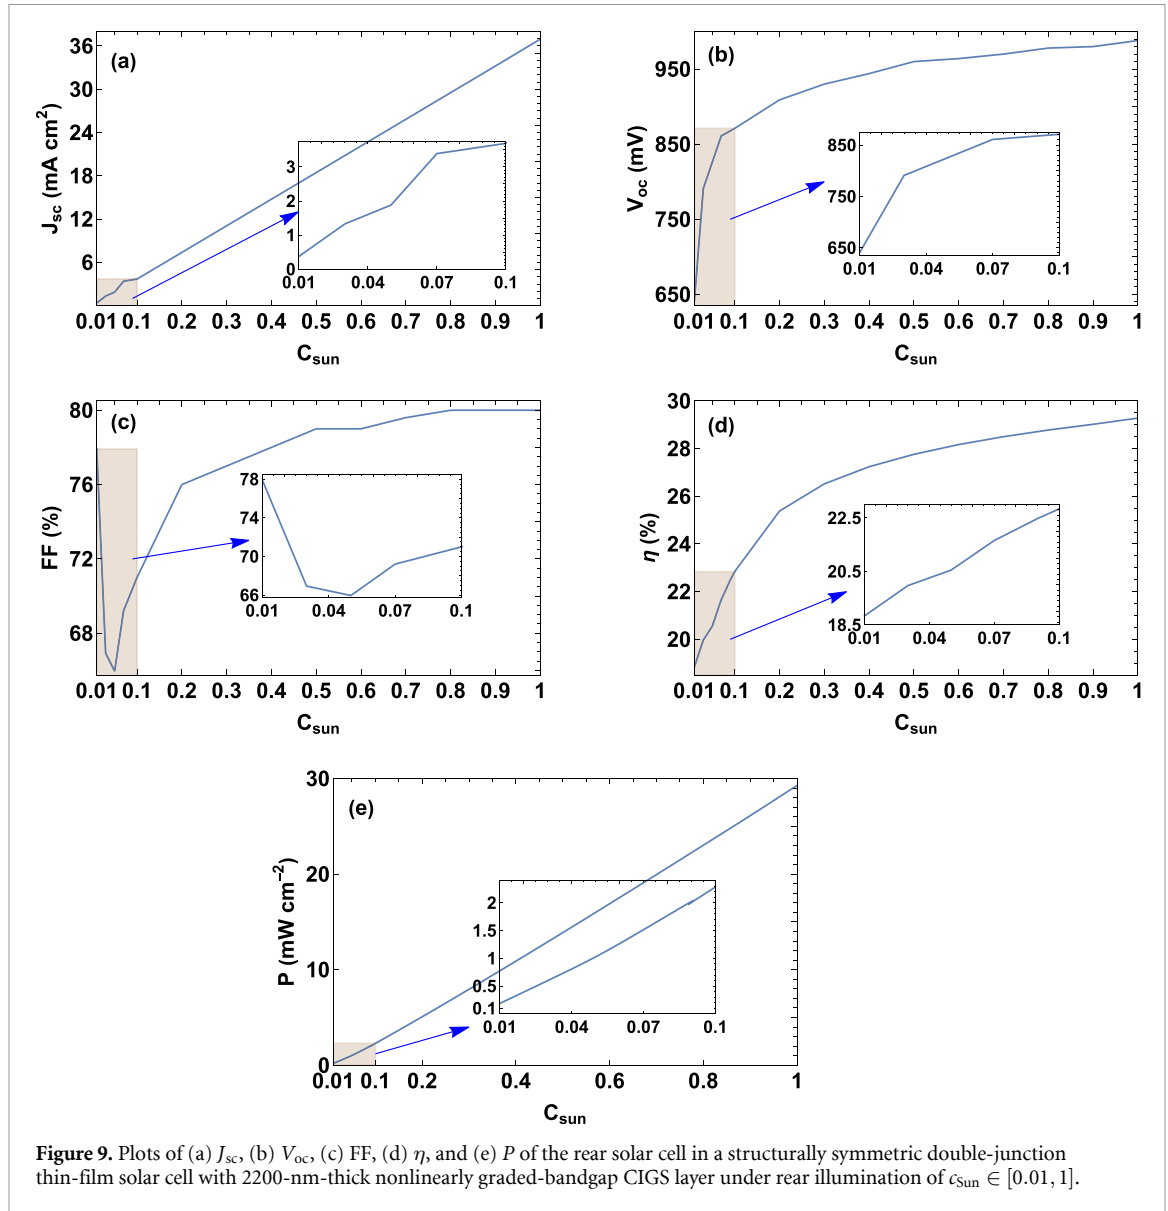 (a)
J_sc (mA cm²)
36
30
24
18
12
6
3
2
1
0
0.01 0.04 0.07 0.1
0.01 0.1 0.2 0.3 0.4 0.5 0.6 0.7 0.8 0.9 1
C_sun
(b)
V_oc (mV)
950
850
750
650
850
750
650
0.01 0.04 0.07 0.1
0.01 0.1 0.2 0.3 0.4 0.5 0.6 0.7 0.8 0.9 1
C_sun
(c)
FF (%)
80
76
72
68
78
74
70
66
0.01 0.04 0.07 0.1
0.01 0.1 0.2 0.3 0.4 0.5 0.6 0.7 0.8 0.9 1
C_sun
(d)
η (%)
30
28
26
24
22
20
22.5
20.5
18.5
0.01 0.04 0.07 0.1
0.01 0.1 0.2 0.3 0.4 0.5 0.6 0.7 0.8 0.9 1
C_sun
(e)
P (mW cm⁻²)
30
20
10
0
2
1
0.5
0.1
0.01 0.04 0.07 0.1
0.01 0.1 0.2 0.4 0.6 0.8 1
C_sun
Figure 9. Plots of (a) J_sc, (b) V_oc, (c) FF, (d) η, and (e) P of the rear solar cell in a structurally symmetric double-junction
thin-film solar cell with 2200-nm-thick nonlinearly graded-bandgap CIGS layer under rear illumination of c_Sun ∈ [0.01, 1].